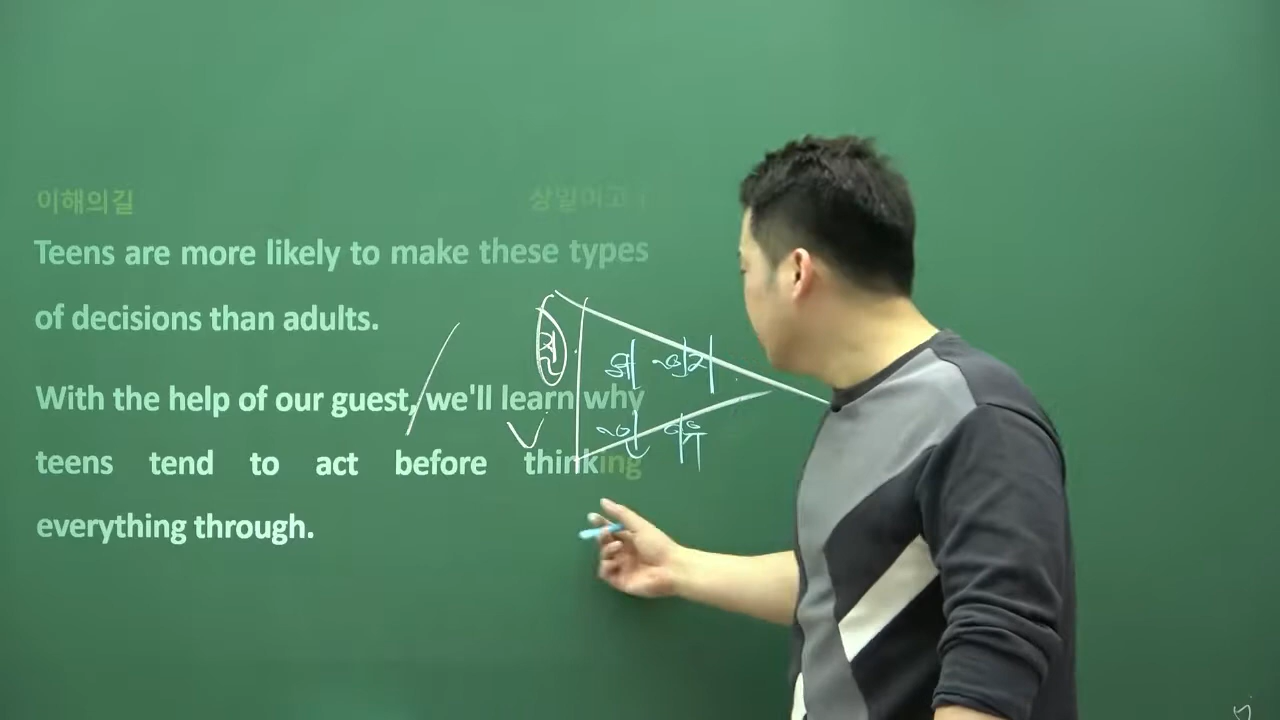 이해의길
Teens are more likely to make these types
of decisions than adults.
With the help of our guest, we'll learn why
teens tend to act before thinking
everything through.